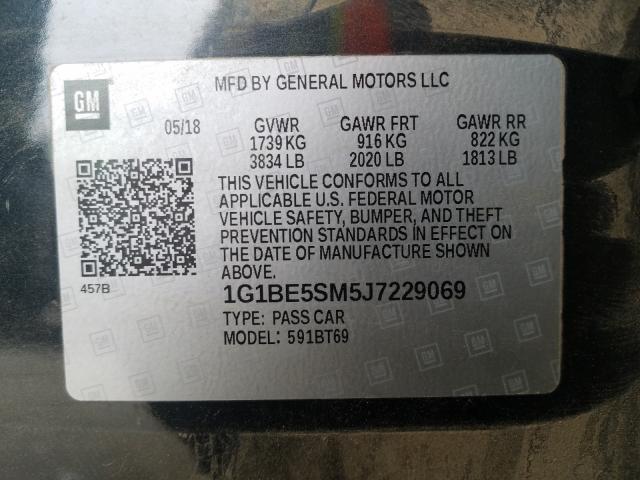 GM
MFD BY GENERAL MOTORS LLC
05/18 GVWR GAWR FRT GAWR RR
1739 KG 916 KG 822 KG
3834 LB 2020 LB 1813 LB
THIS VEHICLE CONFORMS TO ALL
APPLICABLE U.S. FEDERAL MOTOR
VEHICLE SAFETY, BUMPER, AND THEFT
PREVENTION STANDARDS IN EFFECT ON
THE DATE OF MANUFACTURE SHOWN
ABOVE.
457B
1G1BE5SM5J7229069
TYPE: PASS CAR
MODEL: 591BT69